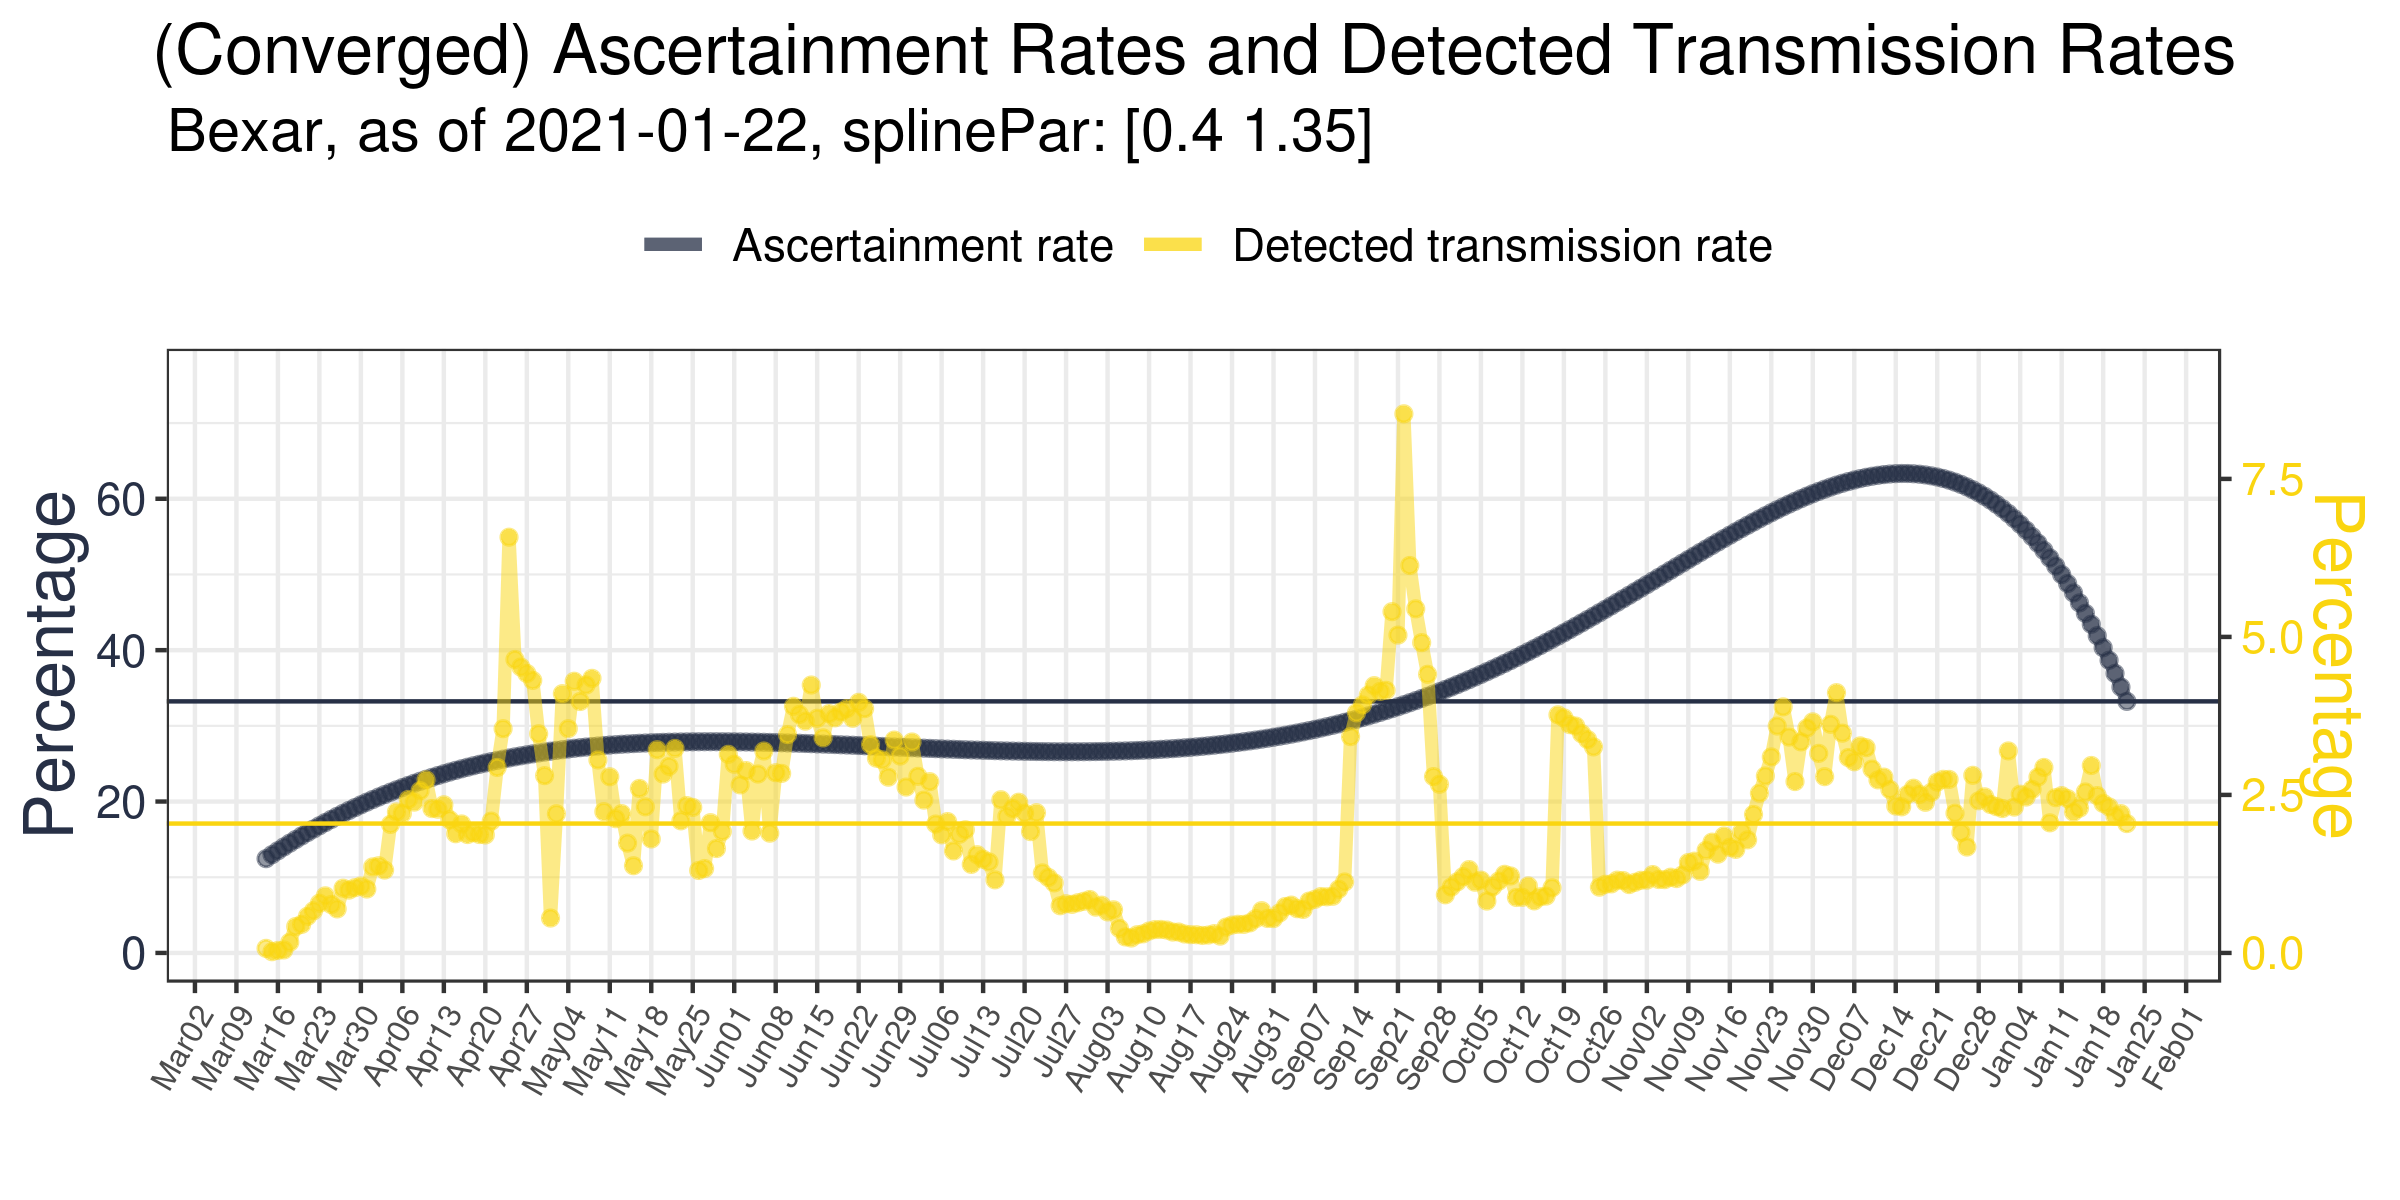 (Converged) Ascertainment Rates and Detected Transmission Rates
Bexar, as of 2021-01-22, splinePar: [0.4 1.35]
Ascertainment rate
Detected transmission rate
Percentage
60
40
20
0
7.5
5.0
2.5
0.0
Percentage
Mar02
Mar09
Mar16
Mar23
Mar30
Apr06
Apr13
Apr20
Apr27
May04
May11
May18
May25
Jun01
Jun08
Jun15
Jun22
Jun29
Jul06
Jul13
Jul20
Jul27
Aug03
Aug10
Aug17
Aug24
Aug31
Sep07
Sep14
Sep21
Sep28
Oct05
Oct12
Oct19
Oct26
Nov02
Nov09
Nov16
Nov23
Nov30
Dec07
Dec14
Dec21
Dec28
Jan04
Jan11
Jan18
Jan25
Feb01